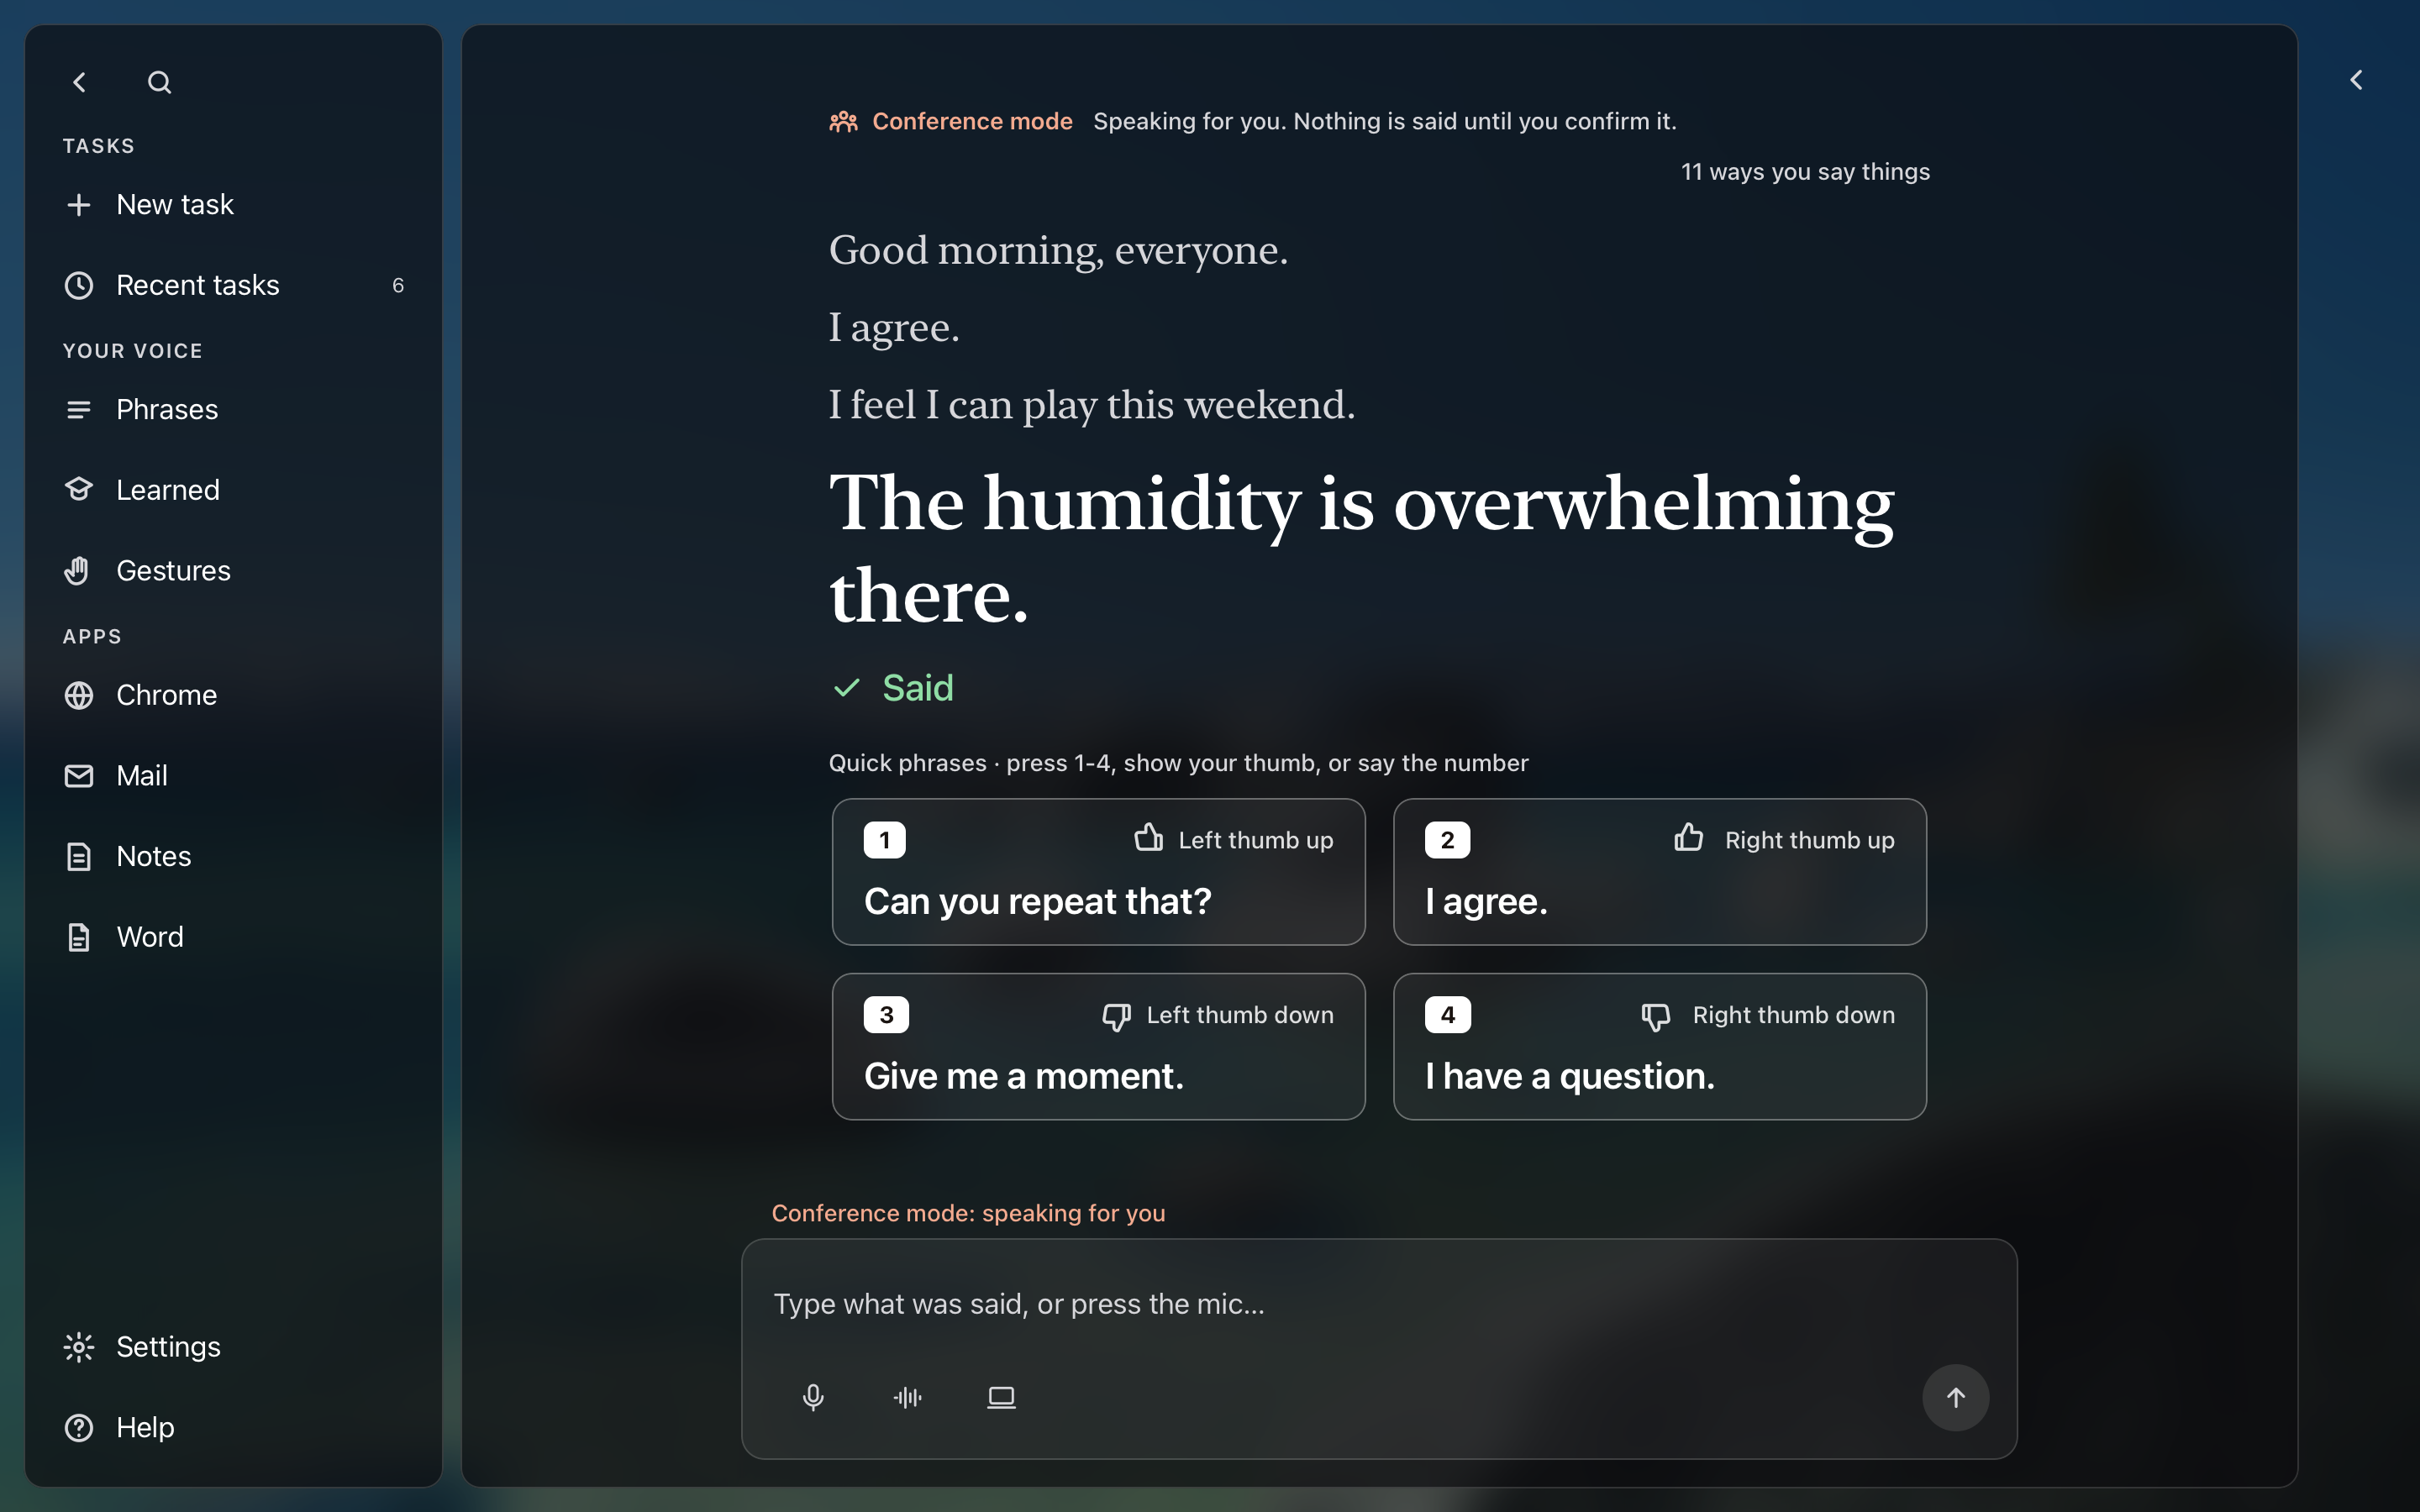 TASKS
New task
Recent tasks 6
YOUR VOICE
Phrases
Learned
Gestures
APPS
Chrome
Mail
Notes
Word
Settings
Help
Conference mode Speaking for you. Nothing is said until you confirm it.
11 ways you say things
Good morning, everyone.
I agree.
I feel I can play this weekend.
The humidity is overwhelming
there.
Said
Quick phrases · press 1-4, show your thumb, or say the number
1 Left thumb up
Can you repeat that?
2 Right thumb up
I agree.
3 Left thumb down
Give me a moment.
4 Right thumb down
I have a question.
Conference mode: speaking for you
Type what was said, or press the mic...